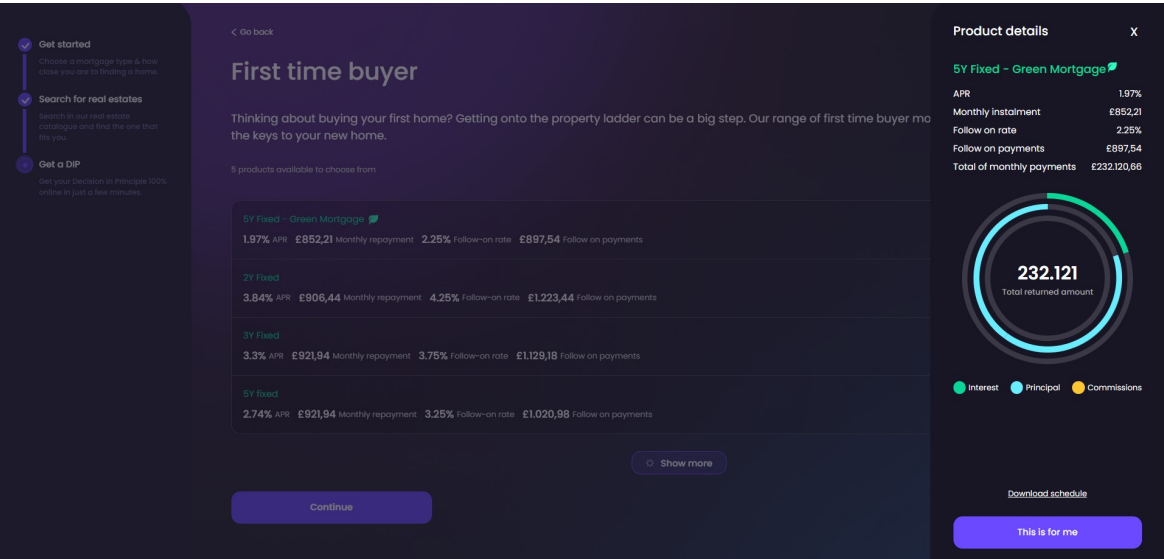 Get started
Choose a mortgage type & how
close you are to finding a home.
Search for real estates
Search in our real estate
catalogue and find the one that
fits you.
Get a DIP
Get your Decision in Principle 100%
online in just a few minutes.
Go back
First time buyer
Thinking about buying your first home? Getting onto the property ladder can be a big step. Our range of first time buyer mo
the keys to your new home.
5 products available to choose from
5Y Fixed - Green Mortgage
1.97% APR £852,21 Monthly repayment 2.25% Follow-on rate £897,54 Follow on payments
2Y Fixed
3.84% APR £906,44 Monthly repayment 4.25% Follow-on rate £1.223,44 Follow on payments
3Y Fixed
3.3% APR £921,94 Monthly repayment 3.75% Follow-on rate £1.129,18 Follow on payments
5Y fixed
2.74% APR £921,94 Monthly repayment 3.25% Follow-on rate £1.020,98 Follow on payments
Show more
Continue
Product details X
5Y Fixed - Green Mortgage
APR 1.97%
Monthly instalment £852,21
Follow on rate 2.25%
Follow on payments £897,54
Total of monthly payments £232.120,66
232.121
Total returned amount
Interest Principal Commissions
Download schedule
This is for me